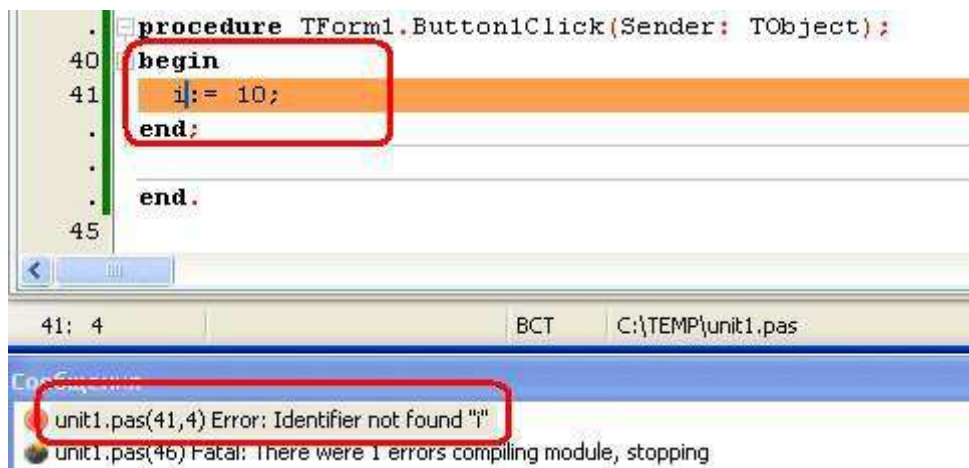 procedure TForm1.Button1Click(Sender: TObject);
40 begin
41 i:= 10;
. end;
.
. end.
45
41: 4 ВСТ C:\TEMP\unit1.pas
Сообщения
unit1.pas(41,4) Error: Identifier not found "i"
unit1.pas(46) Fatal: There were 1 errors compiling module, stopping